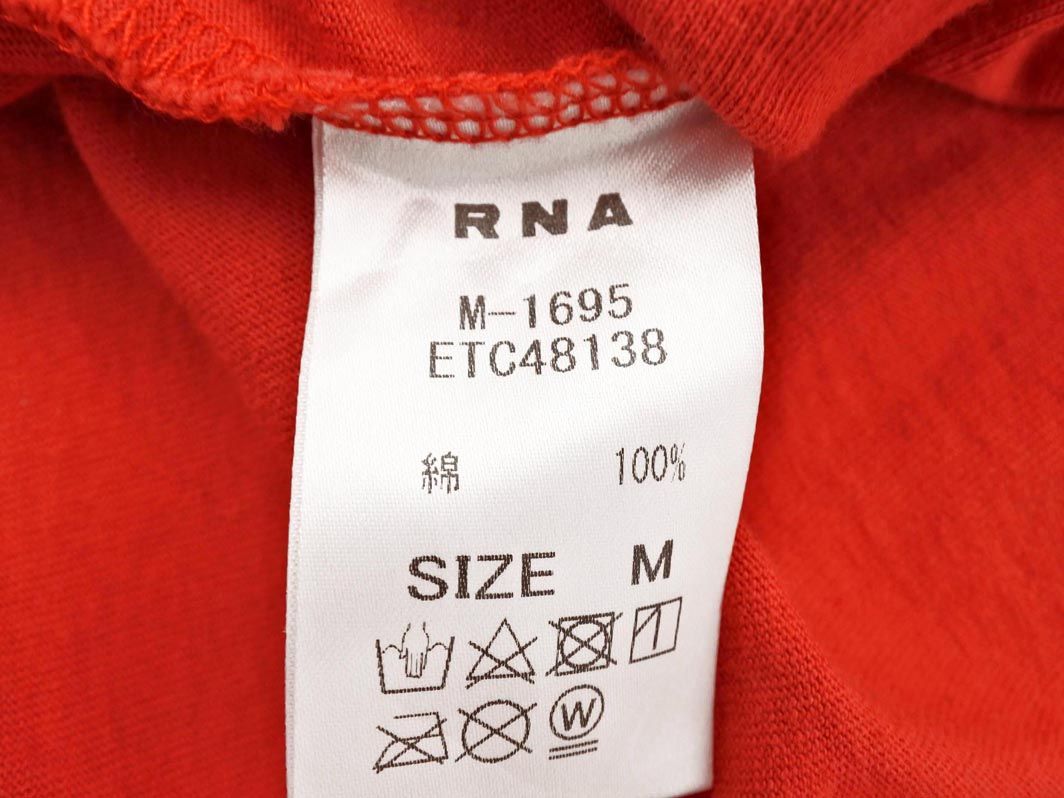 RNA
M-1695
ETC48138
綿 100%
SIZE M
W